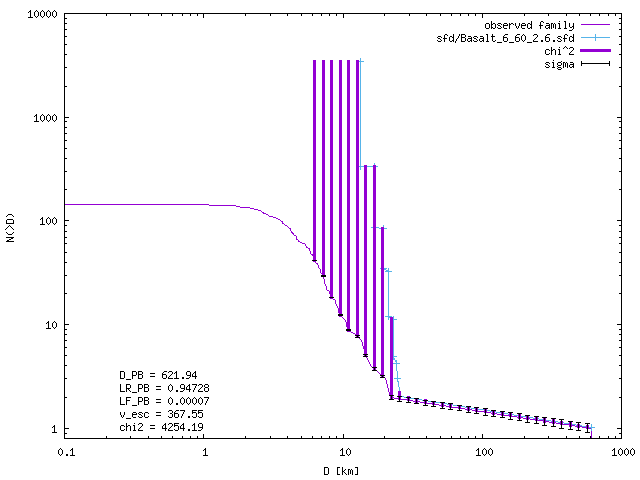 10000
observed family
sfd/Basalt_6_60_2.6.sfd
chi^2
sigma
1000
100
N(>D)
10
D_PB = 621.94
LR_PB = 0.94728
LF_PB = 0.00007
v_esc = 367.55
chi2 = 4254.19
1
0.1 1 10 100 1000
D [km]